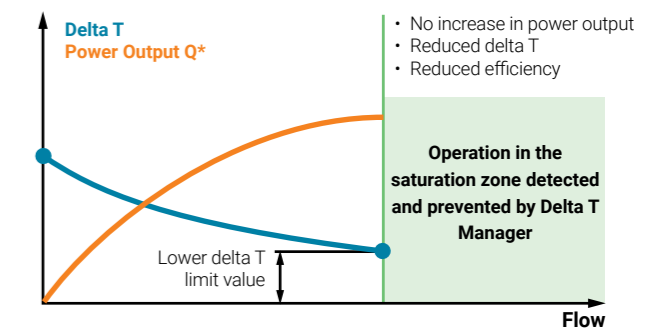 Delta T
Power Output Q*
• No increase in power output
• Reduced delta T
• Reduced efficiency
Operation in the
saturation zone detected
and prevented by Delta T
Manager
Lower delta T
limit value
Flow